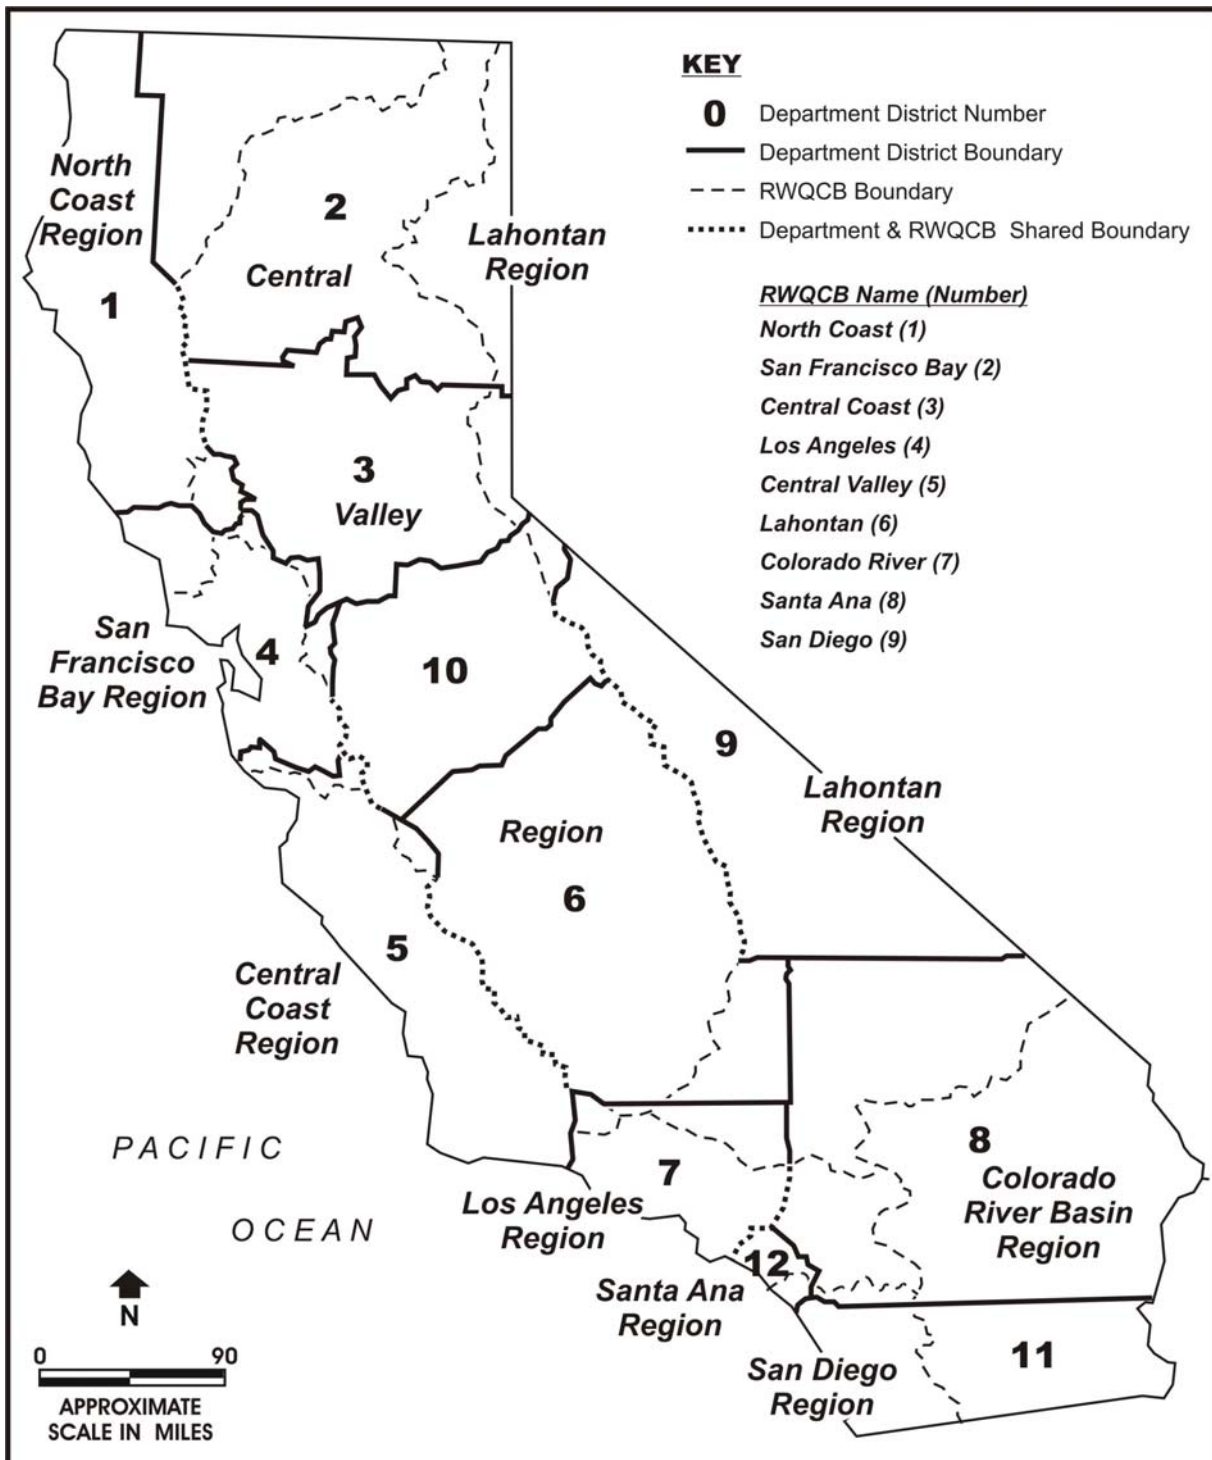 KEY
0 Department District Number
Department District Boundary
RWQCB Boundary
Department & RWQCB Shared Boundary
RWQCB Name (Number)
North Coast (1)
San Francisco Bay (2)
Central Coast (3)
Los Angeles (4)
Central Valley (5)
Lahontan (6)
Colorado River (7)
Santa Ana (8)
San Diego (9)
North
Coast
Region
2
Lahontan
Region
Central
1
3
Valley
San
Francisco
Bay Region
4
10
9
Lahontan
Region
Region
6
5
Central
Coast
Region
8
Colorado
River Basin
Region
7
Los Angeles
Region
12
Santa Ana
Region
11
San Diego
Region
PACIFIC
OCEAN
N
0 90
APPROXIMATE
SCALE IN MILES